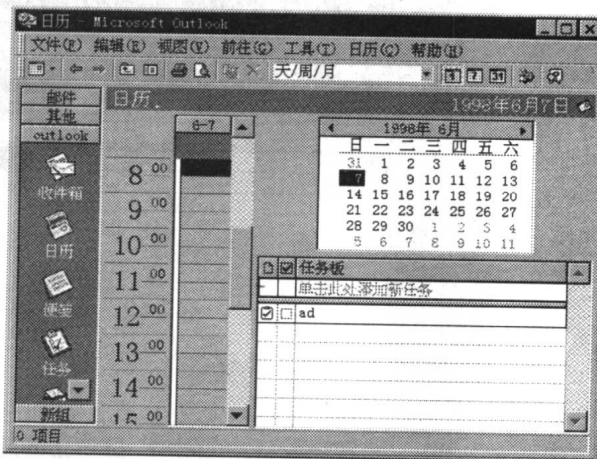 日历 - Microsoft Outlook
文件(F) 编辑(E) 视图(V) 前往(G) 工具(T) 日历(C) 帮助(H)
天/周/月 1 7 31
邮件
其他
outlook
收件箱
日历
便笺
任务
新组
日历. 1998年6月7日
6-7
8 00
9 00
10 00
11 00
12 00
13 00
14 00
15 00
1998年 6月
日 一 二 三 四 五 六
31 1 2 3 4 5 6
7 8 9 10 11 12 13
14 15 16 17 18 19 20
21 22 23 24 25 26 27
28 29 30 1 2 3 4
5 6 7 8 9 10 11
任务板
单击此处添加新任务
ad
0 项目